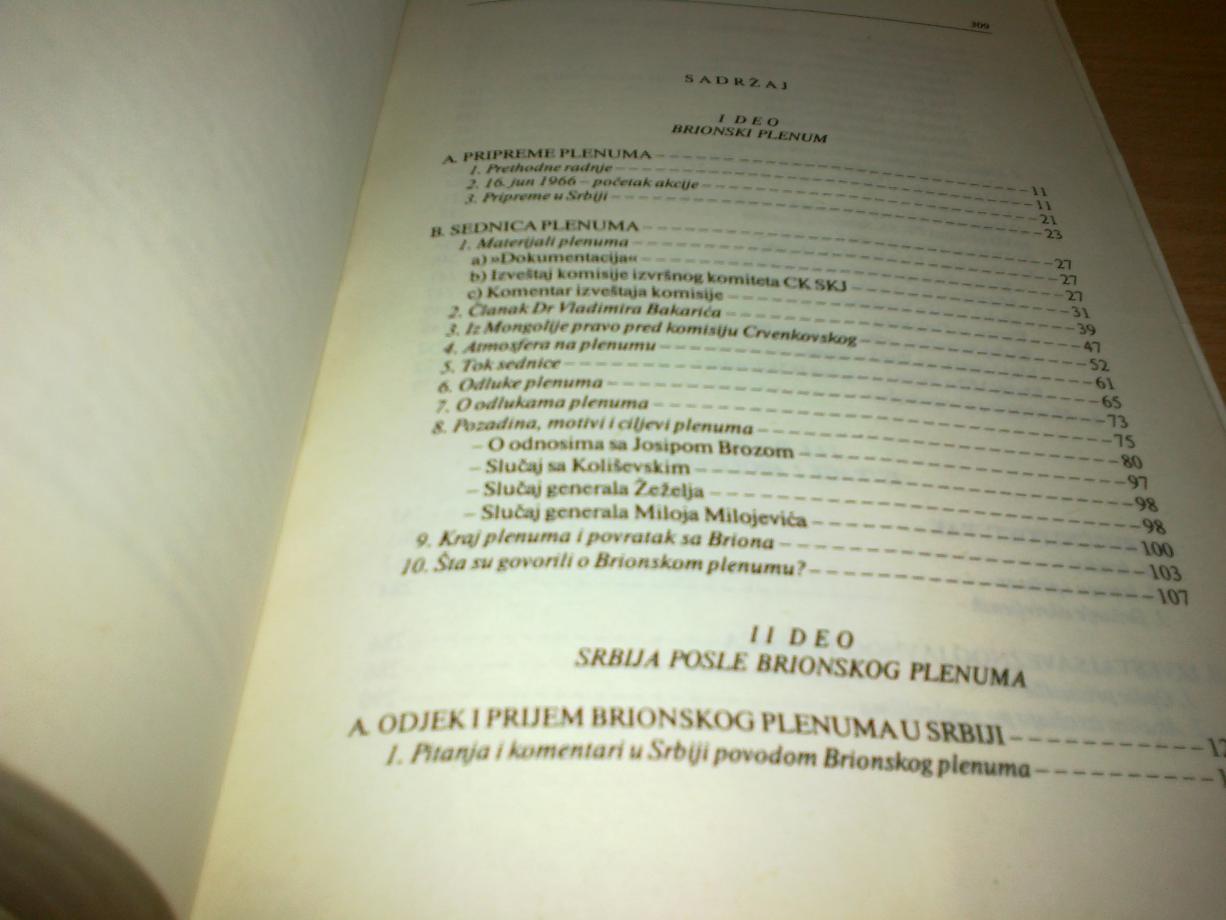 309
SADRŽAJ
I DEO
BRIONSKI PLENUM
A. PRIPREME PLENUMA 11
1. Prethodne radnje 11
2. 16. jun 1966 – početak akcije 21
3. Pripreme u Srbiji 23
B. SEDNICA PLENUMA 27
1. Materijali plenuma 27
a) »Dokumentacija« 27
b) Izveštaj komisije izvršnog komiteta CK SKJ 31
c) Komentar izveštaja komisije 39
2. Članak Dr Vladimira Bakarića 47
3. Iz Mongolije pravo pred komisiju Crvenkovskog 52
4. Atmosfera na plenumu 61
5. Tok sednice 65
6. Odluke plenuma 73
7. O odlukama plenuma 75
8. Pozadina, motivi i ciljevi plenuma 80
– O odnosima sa Josipom Brozom 97
– Slučaj sa Koliševskim 98
– Slučaj generala Žeželja 98
– Slučaj generala Miloja Milojevića 100
9. Kraj plenuma i povratak sa Briona 103
10. Šta su govorili o Brionskom plenumu? 107
II DEO
SRBIJA POSLE BRIONSKOG PLENUMA
A. ODJEK I PRIJEM BRIONSKOG PLENUMA U SRBIJI
1. Pitanja i komentari u Srbiji povodom Brionskog plenuma